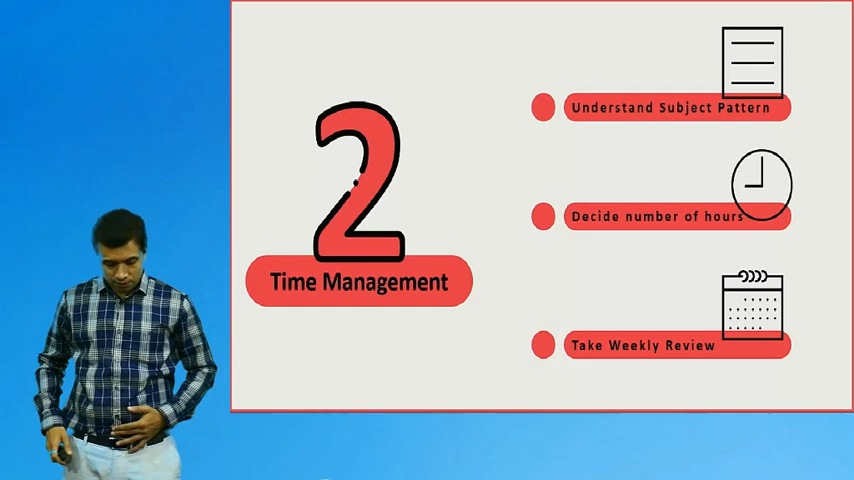 2
Time Management
Understand Subject Pattern
Decide number of hours
Take Weekly Review